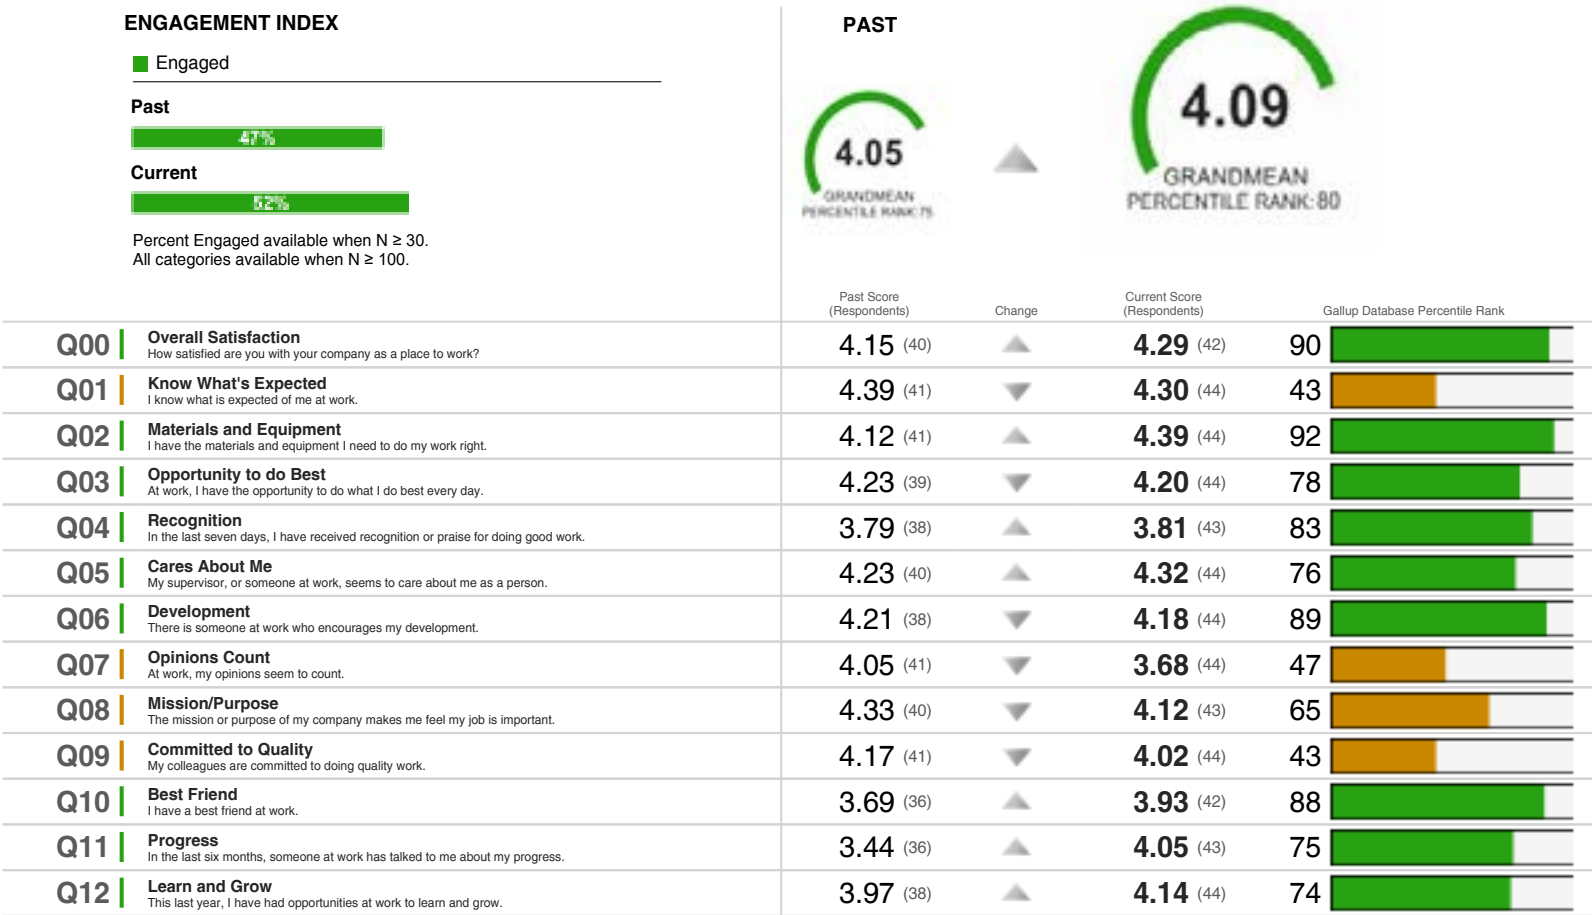 ENGAGEMENT INDEX
Engaged
Past
47%
Current
52%
Percent Engaged available when N ≥ 30.
All categories available when N ≥ 100.
PAST
4.05
GRANDMEAN
PERCENTILE RANK: 75
4.09
GRANDMEAN
PERCENTILE RANK: 80
Past Score
(Respondents)
Change
Current Score
(Respondents)
Gallup Database Percentile Rank
Q00 Overall Satisfaction 4.15 (40) 4.29 (42) 90
How satisfied are you with your company as a place to work?
Q01 Know What's Expected 4.39 (41) 4.30 (44) 43
I know what is expected of me at work.
Q02 Materials and Equipment 4.12 (41) 4.39 (44) 92
I have the materials and equipment I need to do my work right.
Q03 Opportunity to do Best 4.23 (39) 4.20 (44) 78
At work, I have the opportunity to do what I do best every day.
Q04 Recognition 3.79 (38) 3.81 (43) 83
In the last seven days, I have received recognition or praise for doing good work.
Q05 Cares About Me 4.23 (40) 4.32 (44) 76
My supervisor, or someone at work, seems to care about me as a person.
Q06 Development 4.21 (38) 4.18 (44) 89
There is someone at work who encourages my development.
Q07 Opinions Count 4.05 (41) 3.68 (44) 47
At work, my opinions seem to count.
Q08 Mission/Purpose 4.33 (40) 4.12 (43) 65
The mission or purpose of my company makes me feel my job is important.
Q09 Committed to Quality 4.17 (41) 4.02 (44) 43
My colleagues are committed to doing quality work.
Q10 Best Friend 3.69 (36) 3.93 (42) 88
I have a best friend at work.
Q11 Progress 3.44 (36) 4.05 (43) 75
In the last six months, someone at work has talked to me about my progress.
Q12 Learn and Grow 3.97 (38) 4.14 (44) 74
This last year, I have had opportunities at work to learn and grow.